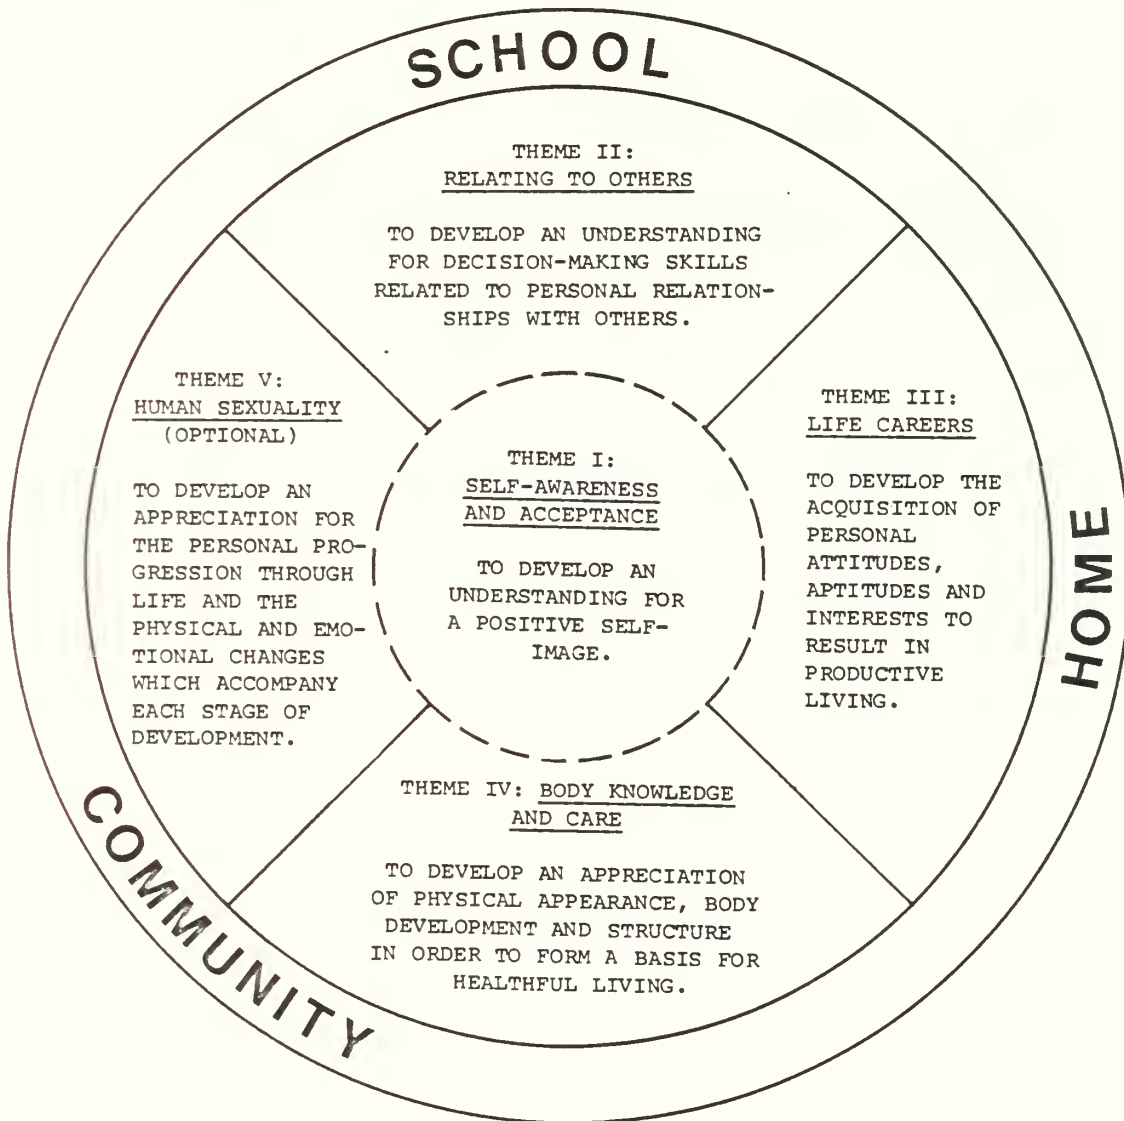 SCHOOL
THEME II:
RELATING TO OTHERS
TO DEVELOP AN UNDERSTANDING
FOR DECISION-MAKING SKILLS
RELATED TO PERSONAL RELATION-
SHIPS WITH OTHERS.
THEME V:
HUMAN SEXUALITY
(OPTIONAL)
TO DEVELOP AN
APPRECIATION FOR
THE PERSONAL PRO-
GRESSION THROUGH
LIFE AND THE
PHYSICAL AND EMO-
TIONAL CHANGES
WHICH ACCOMPANY
EACH STAGE OF
DEVELOPMENT.
THEME I:
SELF-AWARENESS
AND ACCEPTANCE
TO DEVELOP AN
UNDERSTANDING FOR
A POSITIVE SELF-
IMAGE.
THEME III:
LIFE CAREERS
TO DEVELOP THE
ACQUISITION OF
PERSONAL
ATTITUDES,
APTITUDES AND
INTERESTS TO
RESULT IN
PRODUCTIVE
LIVING.
HOME
THEME IV: BODY KNOWLEDGE
AND CARE
TO DEVELOP AN APPRECIATION
OF PHYSICAL APPEARANCE, BODY
DEVELOPMENT AND STRUCTURE
IN ORDER TO FORM A BASIS FOR
HEALTHFUL LIVING.
COMMUNITY